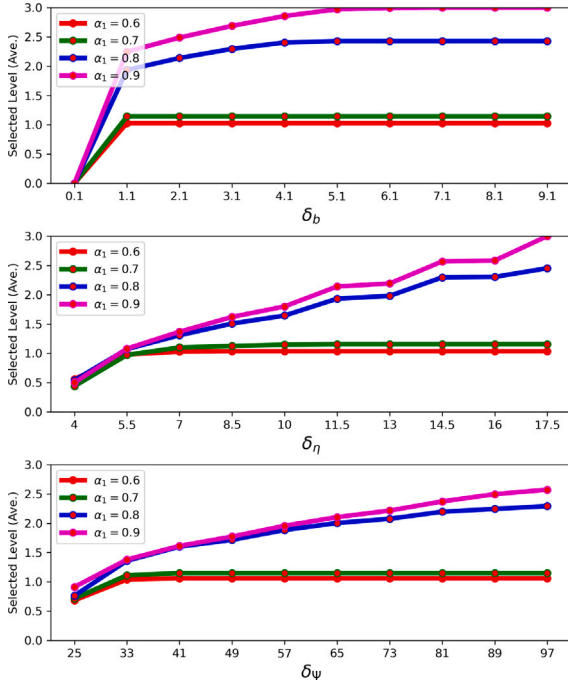 3.0
2.5
2.0
1.5
1.0
0.5
0.0
Selected Level (Ave.)
α₁ = 0.6
α₁ = 0.7
α₁ = 0.8
α₁ = 0.9
0.1 1.1 2.1 3.1 4.1 5.1 6.1 7.1 8.1 9.1
δ_b
3.0
2.5
2.0
1.5
1.0
0.5
0.0
Selected Level (Ave.)
α₁ = 0.6
α₁ = 0.7
α₁ = 0.8
α₁ = 0.9
4 5.5 7 8.5 10 11.5 13 14.5 16 17.5
δ_η
3.0
2.5
2.0
1.5
1.0
0.5
0.0
Selected Level (Ave.)
α₁ = 0.6
α₁ = 0.7
α₁ = 0.8
α₁ = 0.9
25 33 41 49 57 65 73 81 89 97
δ_Ψ